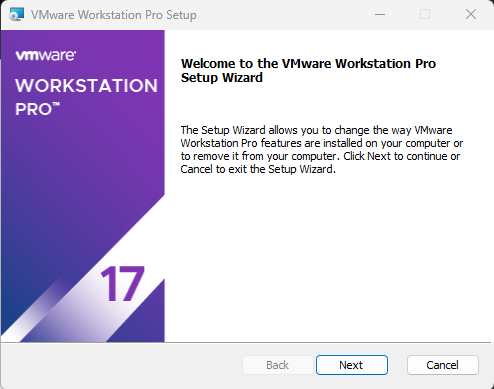 VMware Workstation Pro Setup
vmware®
WORKSTATION
PRO™
17
Welcome to the VMware Workstation Pro
Setup Wizard
The Setup Wizard allows you to change the way VMware
Workstation Pro features are installed on your computer or
to remove it from your computer. Click Next to continue or
Cancel to exit the Setup Wizard.
Back
Next
Cancel